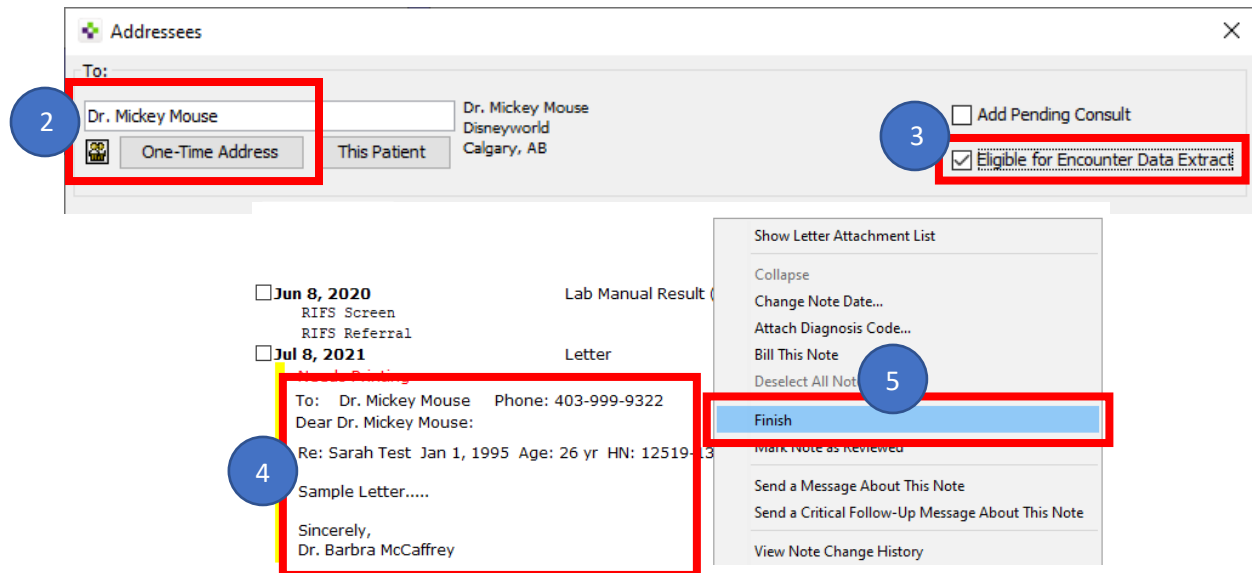 Addressees
To:
2
Dr. Mickey Mouse
Dr. Mickey Mouse
Disneyworld
Calgary, AB
One-Time Address
This Patient
Add Pending Consult
3
Eligible for Encounter Data Extract
Jun 8, 2020 Lab Manual Result (
RIFS Screen
RIFS Referral
Jul 8, 2021 Letter
Needs Printing
To: Dr. Mickey Mouse Phone: 403-999-9322
Dear Dr. Mickey Mouse:
Re: Sarah Test Jan 1, 1995 Age: 26 yr HN: 12519-13
4
Sample Letter.....
Sincerely,
Dr. Barbra McCaffrey
Show Letter Attachment List
Collapse
Change Note Date...
Attach Diagnosis Code...
Bill This Note
Deselect All Not
5
Finish
Mark Note as Reviewed
Send a Message About This Note
Send a Critical Follow-Up Message About This Note
View Note Change History